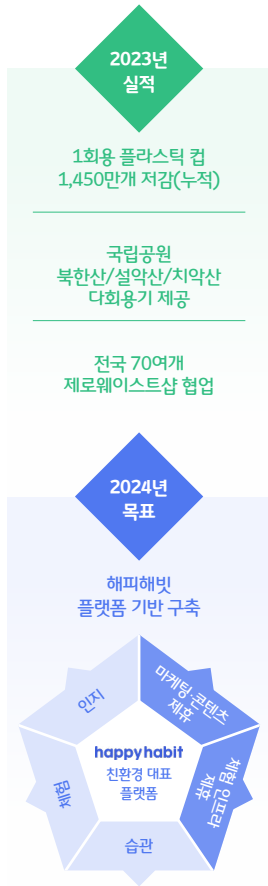 2023년
실적
1회용 플라스틱 컵
1,450만개 저감(누적)
국립공원
북한산/설악산/치악산
다회용기 제공
전국 70여개
제로웨이스트샵 협업
2024년
목표
해피해빗
플랫폼 기반 구축
인지
마케팅·콘텐츠
제휴
happy habit
친환경 대표
플랫폼
체험
체험 인프라
제휴
습관